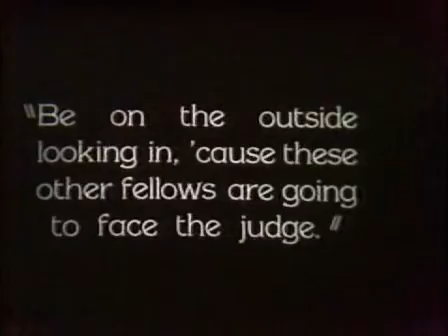 "Be on the outside
looking in, 'cause these
other fellows are going
to face the judge."